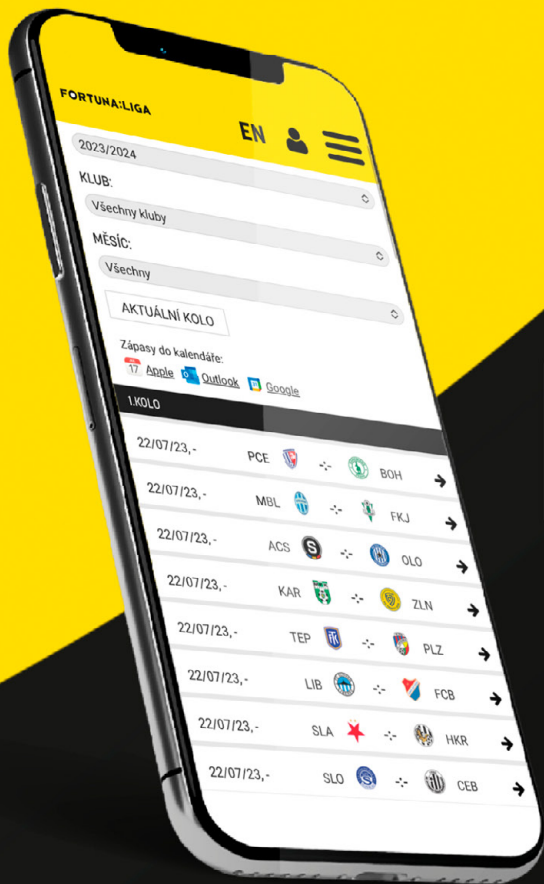 FORTUNA:LIGA
EN
2023/2024
KLUB:
Všechny kluby
MĚSÍC:
Všechny
AKTUÁLNÍ KOLO
Zápasy do kalendáře:
17 Apple Outlook Google
1.KOLO
22/07/23,- PCE -:- BOH
22/07/23,- MBL -:- FKJ
22/07/23,- ACS -:- OLO
22/07/23,- KAR -:- ZLN
22/07/23,- TEP -:- PLZ
22/07/23,- LIB -:- FCB
22/07/23,- SLA -:- HKR
22/07/23,- SLO -:- CEB